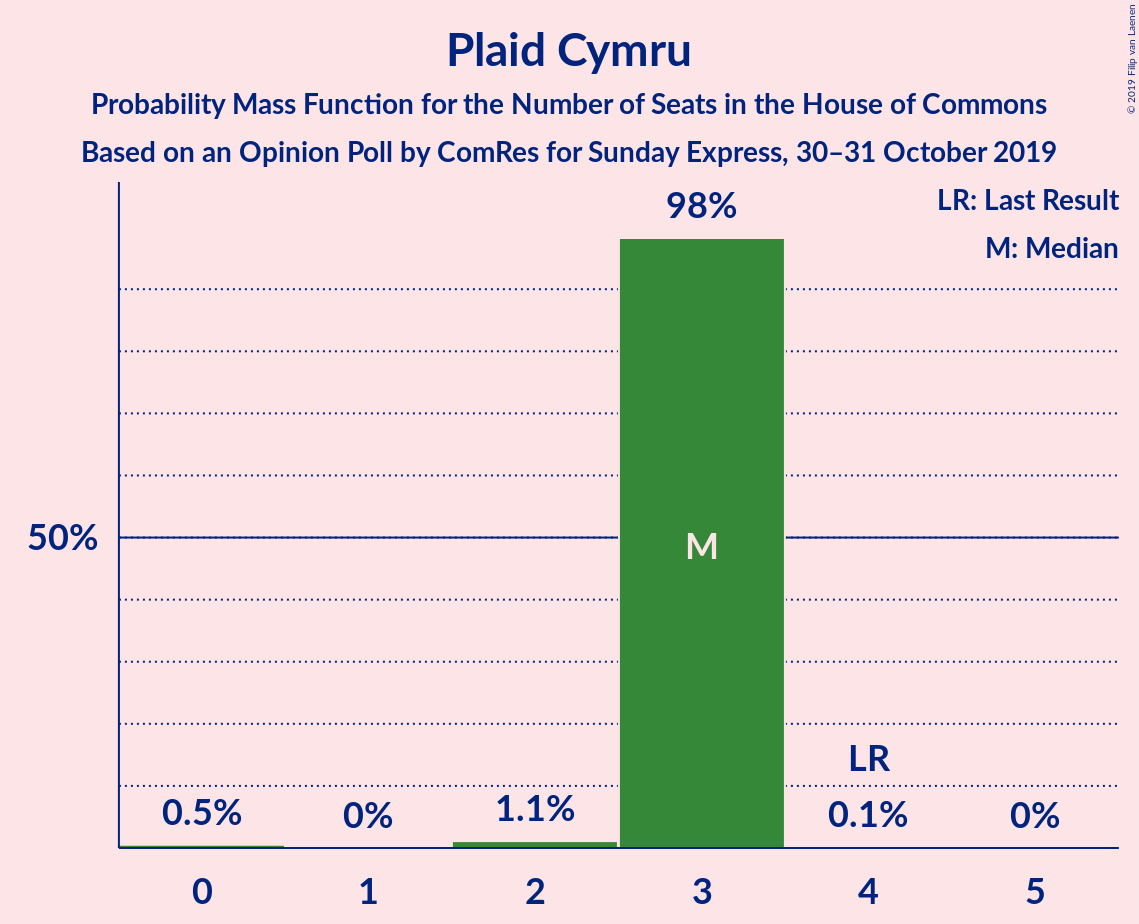 Plaid Cymru
Probability Mass Function for the Number of Seats in the House of Commons
Based on an Opinion Poll by ComRes for Sunday Express, 30–31 October 2019
© 2019 Filip van Laenen
LR: Last Result
M: Median
98%
50%
M
LR
0.5%
0%
1.1%
0.1%
0%
0
1
2
3
4
5